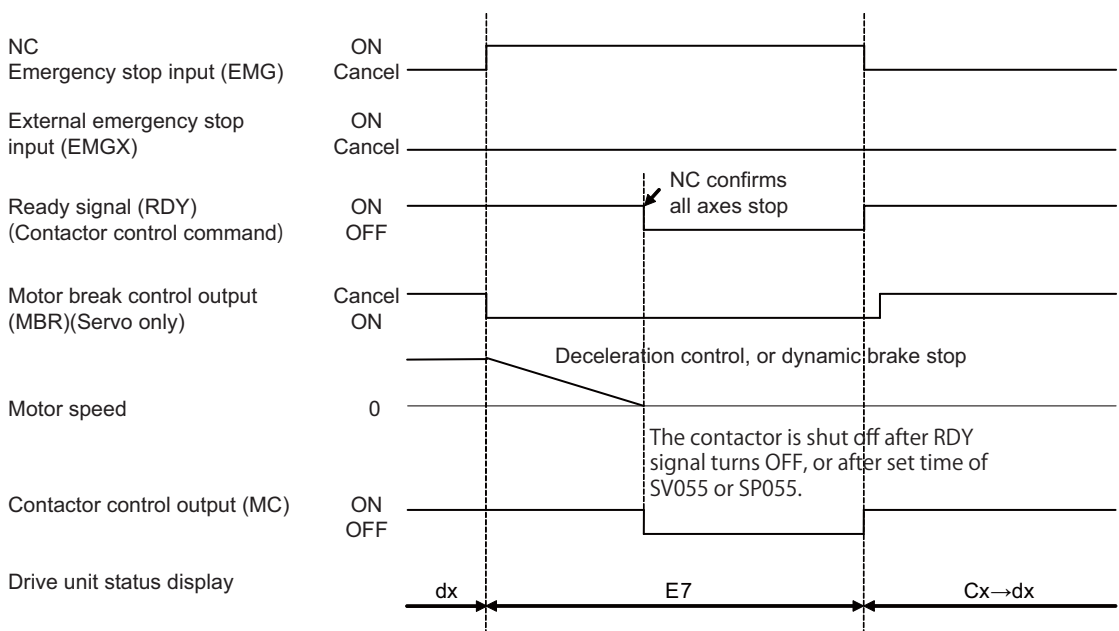 NC ON
Emergency stop input (EMG) Cancel
External emergency stop ON
input (EMGX) Cancel
NC confirms
all axes stop
Ready signal (RDY) ON
(Contactor control command) OFF
Motor break control output Cancel
(MBR)(Servo only) ON
Deceleration control, or dynamic brake stop
Motor speed 0
The contactor is shut off after RDY
signal turns OFF, or after set time of
SV055 or SP055.
Contactor control output (MC) ON
OFF
Drive unit status display
dx E7 Cx→dx